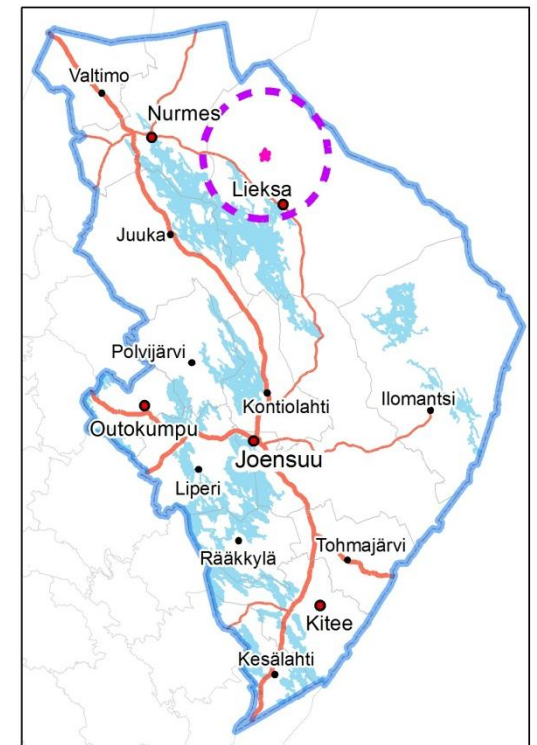 Valtimo
Nurmes
Lieksa
Juuka
Polvijärvi
Ilomantsi
Kontiolahti
Outokumpu
Joensuu
Liperi
Rääkkylä
Tohmajärvi
Kitee
Kesälahti